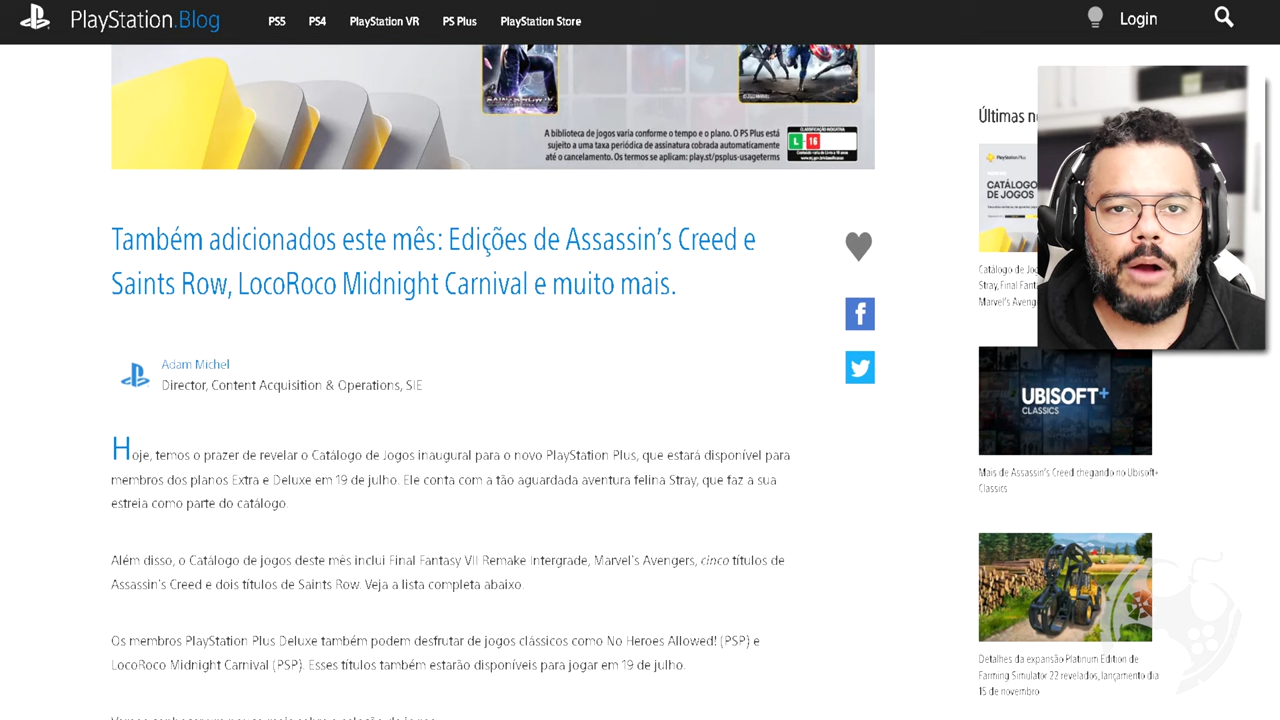 PlayStation.Blog
PS5
PS4
PlayStation VR
PS Plus
PlayStation Store
Login
A biblioteca de jogos varia conforme o tempo e o plano. O PS Plus está
sujeito a uma taxa periódica de assinatura cobrada automaticamente
até o cancelamento. Os termos se aplicam: play.st/psplus-usageterms
L 16
Também adicionados este mês: Edições de Assassin's Creed e
Saints Row, LocoRoco Midnight Carnival e muito mais.
Adam Michel
Director, Content Acquisition & Operations, SIE
Hoje, temos o prazer de revelar o Catálogo de Jogos inaugural para o novo PlayStation Plus, que estará disponível para
membros dos planos Extra e Deluxe em 19 de julho. Ele conta com a tão aguardada aventura felina Stray, que faz a sua
estreia como parte do catálogo.
Além disso, o Catálogo de jogos deste mês inclui Final Fantasy VII Remake Intergrade, Marvel's Avengers, cinco títulos de
Assassin's Creed e dois títulos de Saints Row. Veja a lista completa abaixo.
Os membros PlayStation Plus Deluxe também podem desfrutar de jogos clássicos como No Heroes Allowed! (PSP) e
LocoRoco Midnight Carnival (PSP). Esses títulos também estarão disponíveis para jogar em 19 de julho.
Últimas
PlayStation Plus
CATÁLOGO
DE JOGOS
Catálogo de
Stray, Final
Marvel's
UBISOFT+
CLASSICS
Mais de Assassin's Creed chegando no Ubisoft+
Classics
Detalhes da expansão Platinum Edition de
Farming Simulator 22 revelados, lançamento dia
15 de novembro